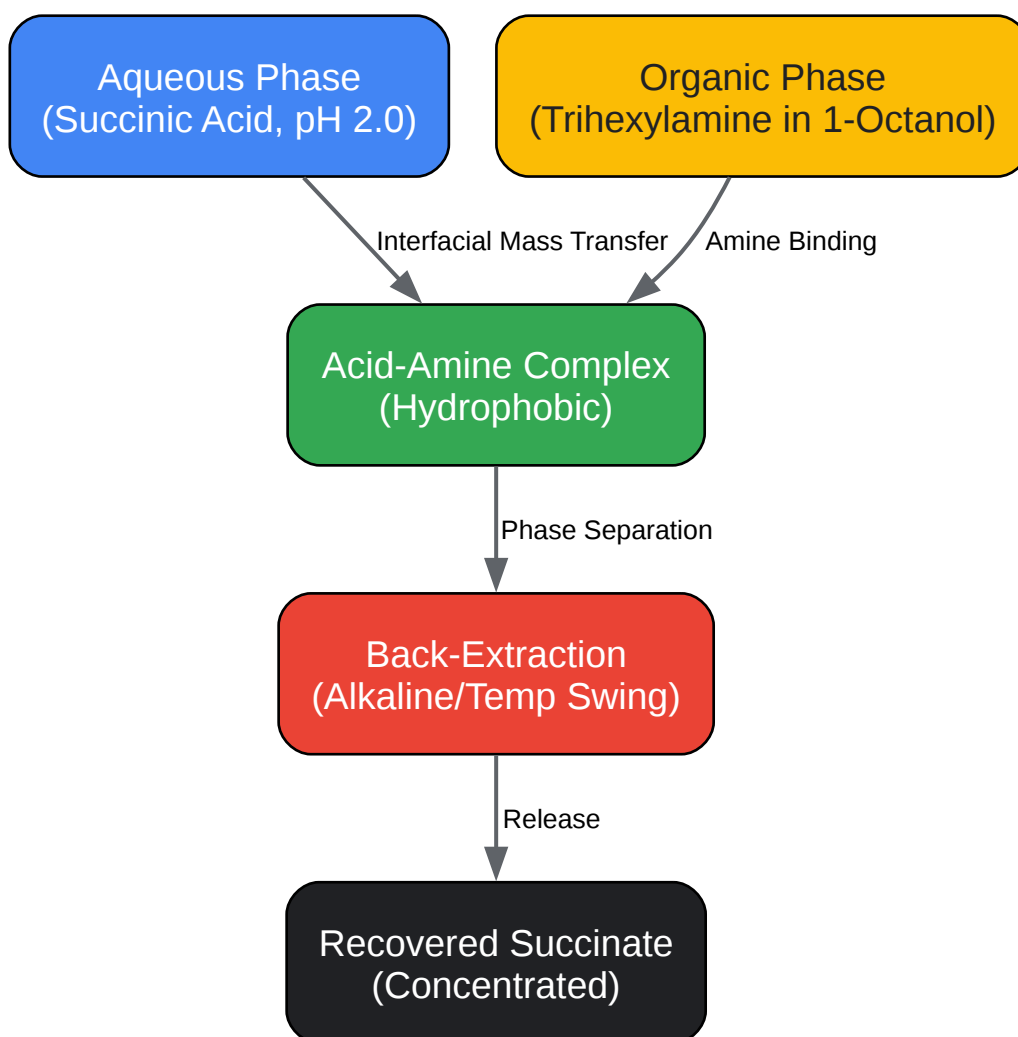 Aqueous Phase
(Succinic Acid, pH 2.0)
Organic Phase
(Trihexylamine in 1-Octanol)
Interfacial Mass Transfer
Amine Binding
Acid-Amine Complex
(Hydrophobic)
Phase Separation
Back-Extraction
(Alkaline/Temp Swing)
Release
Recovered Succinate
(Concentrated)